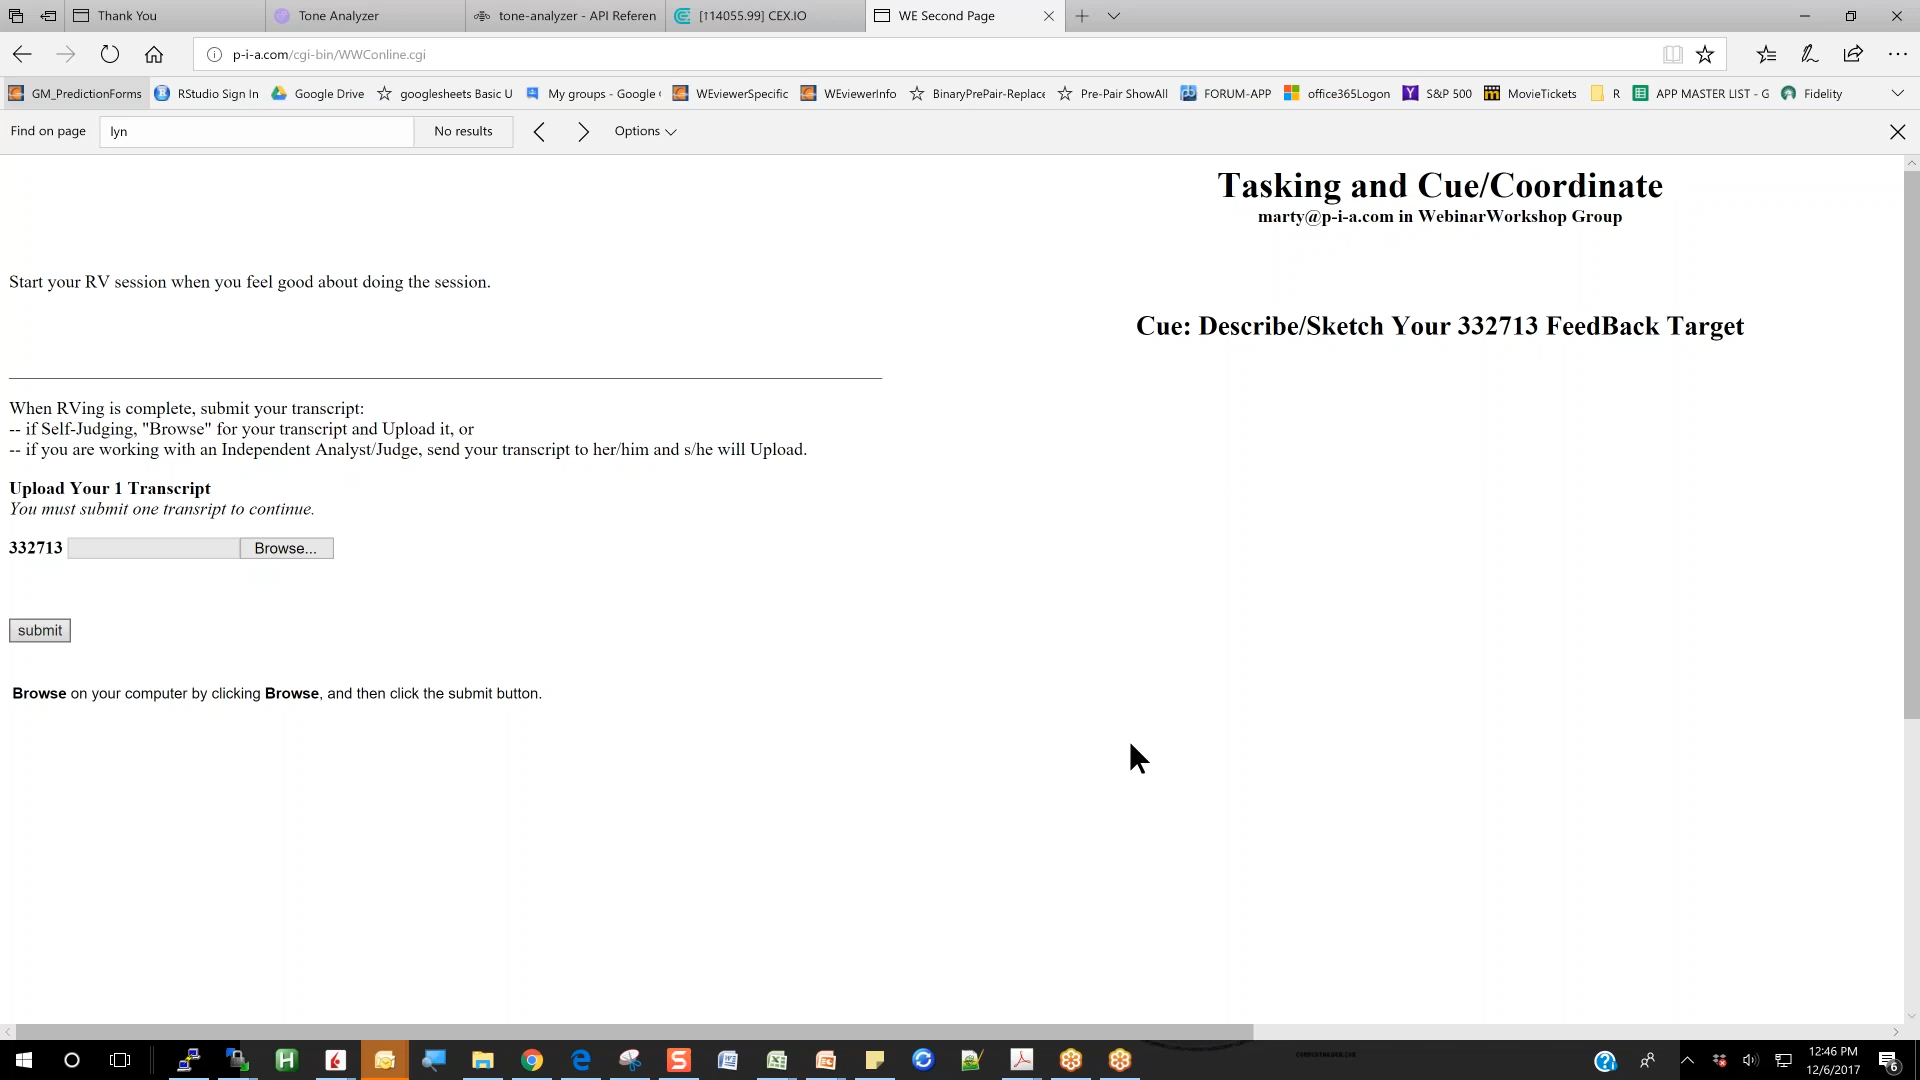 Thank You
Tone Analyzer
tone-analyzer - API Referen
[↑14055.99] CEX.IO
WE Second Page
p-i-a.com/cgi-bin/WWConline.cgi
GM_PredictionForms
RStudio Sign In
Google Drive
googlesheets Basic U
My groups - Google
WEviewerSpecific
WEviewerInfo
BinaryPrePair-Replace
Pre-Pair ShowAll
FORUM-APP
office365Logon
S&P 500
MovieTickets
R
APP MASTER LIST - G
Fidelity
Find on page
lyn
No results
Options
Tasking and Cue/Coordinate
marty@p-i-a.com in WebinarWorkshop Group
Start your RV session when you feel good about doing the session.
Cue: Describe/Sketch Your 332713 FeedBack Target
When RVing is complete, submit your transcript:
-- if Self-Judging, "Browse" for your transcript and Upload it, or
-- if you are working with an Independent Analyst/Judge, send your transcript to her/him and s/he will Upload.
Upload Your 1 Transcript
You must submit one transript to continue.
332713
Browse...
submit
Browse on your computer by clicking Browse, and then click the submit button.
12:46 PM
12/6/2017
6